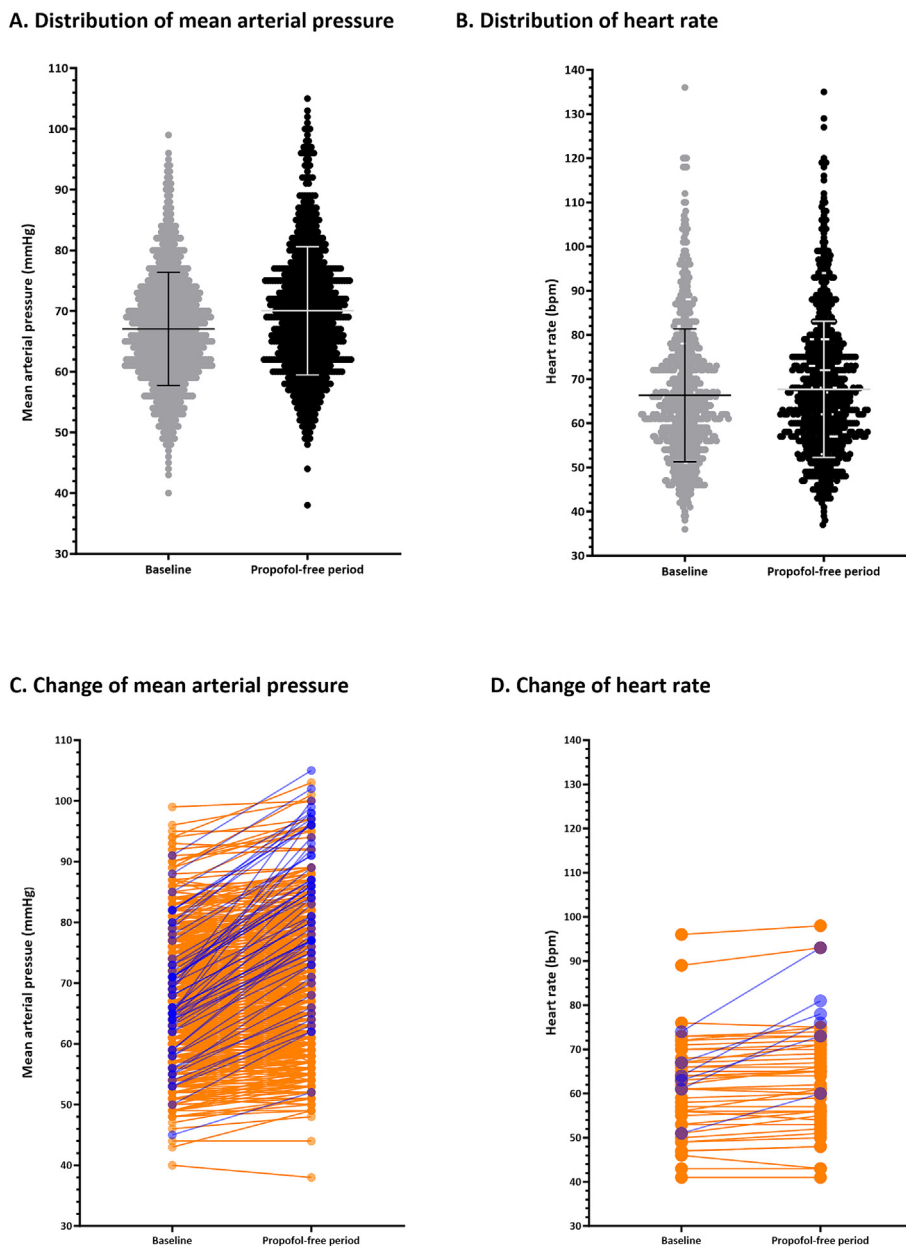 A. Distribution of mean arterial pressure
110
100
90
80
70
60
50
40
30
Mean arterial pressure (mmHg)
Baseline
Propofol-free period
B. Distribution of heart rate
140
130
120
110
100
90
80
70
60
50
40
30
Heart rate (bpm)
Baseline
Propofol-free period
C. Change of mean arterial pressure
110
100
90
80
70
60
50
40
30
Mean arterial pressue (mmHg)
Baseline
Propofol-free period
D. Change of heart rate
140
130
120
110
100
90
80
70
60
50
40
30
Heart rate (bpm)
Baseline
Propofol-free period